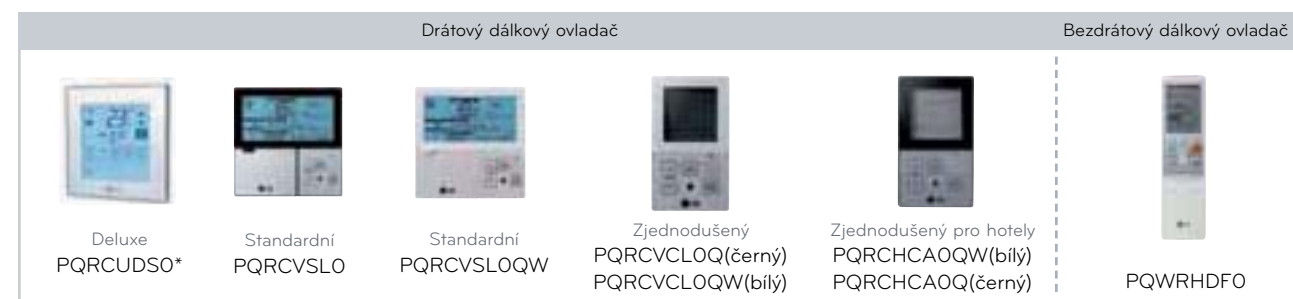 Drátový dálkový ovladač
Bezdrátový dálkový ovladač
Deluxe
PQRCUDS0*
Standardní
PQRCVSL0
Standardní
PQRCVSL0QW
Zjednodušený
PQRCVCL0Q(černý)
PQRCVCL0QW(bílý)
Zjednodušený pro hotely
PQRCHCA0QW(bílý)
PQRCHCA0Q(černý)
PQWRHDF0